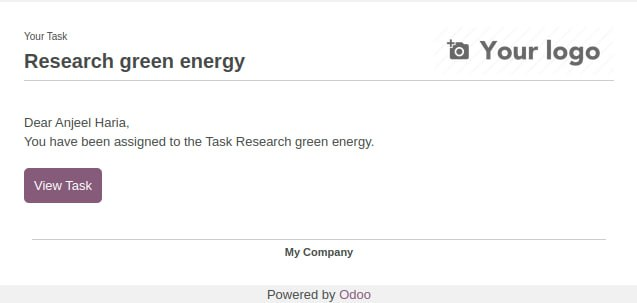 Your Task
Research green energy
Your logo
Dear Anjeel Haria,
You have been assigned to the Task Research green energy.
View Task
My Company
Powered by Odoo